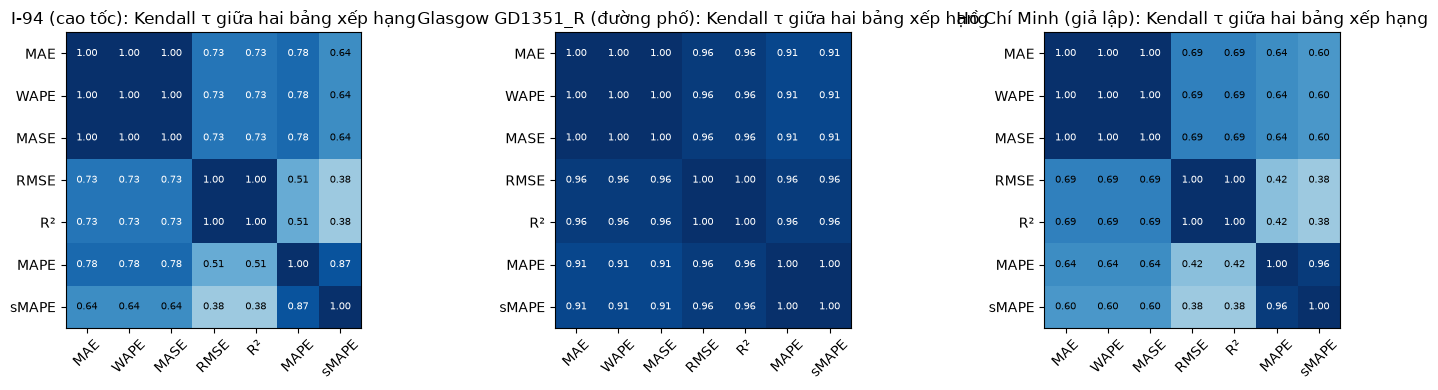 I-94 (cao tốc): Kendall τ giữa hai bảng xếp hạng
MAE 1.00 1.00 1.00 0.73 0.73 0.78 0.64
WAPE 1.00 1.00 1.00 0.73 0.73 0.78 0.64
MASE 1.00 1.00 1.00 0.73 0.73 0.78 0.64
RMSE 0.73 0.73 0.73 1.00 1.00 0.51 0.38
R² 0.73 0.73 0.73 1.00 1.00 0.51 0.38
MAPE 0.78 0.78 0.78 0.51 0.51 1.00 0.87
sMAPE 0.64 0.64 0.64 0.38 0.38 0.87 1.00
MAE WAPE MASE RMSE R² MAPE sMAPE
Glasgow GD1351_R (đường phố): Kendall τ giữa hai bảng xếp hạng
MAE 1.00 1.00 1.00 0.96 0.96 0.91 0.91
WAPE 1.00 1.00 1.00 0.96 0.96 0.91 0.91
MASE 1.00 1.00 1.00 0.96 0.96 0.91 0.91
RMSE 0.96 0.96 0.96 1.00 1.00 0.96 0.96
R² 0.96 0.96 0.96 1.00 1.00 0.96 0.96
MAPE 0.91 0.91 0.91 0.96 0.96 1.00 1.00
sMAPE 0.91 0.91 0.91 0.96 0.96 1.00 1.00
MAE WAPE MASE RMSE R² MAPE sMAPE
Hồ Chí Minh (giả lập): Kendall τ giữa hai bảng xếp hạng
MAE 1.00 1.00 1.00 0.69 0.69 0.64 0.60
WAPE 1.00 1.00 1.00 0.69 0.69 0.64 0.60
MASE 1.00 1.00 1.00 0.69 0.69 0.64 0.60
RMSE 0.69 0.69 0.69 1.00 1.00 0.42 0.38
R² 0.69 0.69 0.69 1.00 1.00 0.42 0.38
MAPE 0.64 0.64 0.64 0.42 0.42 1.00 0.96
sMAPE 0.60 0.60 0.60 0.38 0.38 0.96 1.00
MAE WAPE MASE RMSE R² MAPE sMAPE